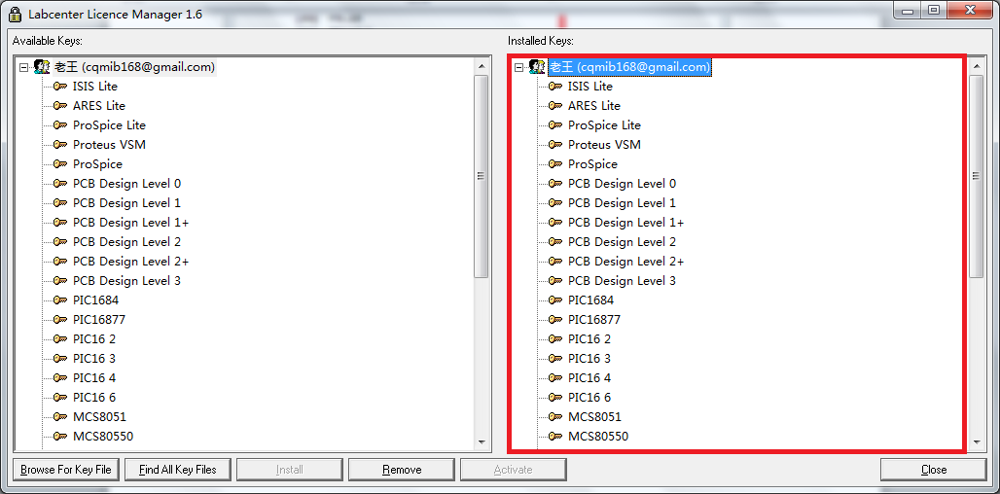 Labcenter Licence Manager 1.6
Available Keys:
老王 (cqmib168@gmail.com)
ISIS Lite
ARES Lite
ProSpice Lite
Proteus VSM
ProSpice
PCB Design Level 0
PCB Design Level 1
PCB Design Level 1+
PCB Design Level 2
PCB Design Level 2+
PCB Design Level 3
PIC1684
PIC16877
PIC16 2
PIC16 3
PIC16 4
PIC16 6
MCS8051
MCS80550
Installed Keys:
老王 (cqmib168@gmail.com)
ISIS Lite
ARES Lite
ProSpice Lite
Proteus VSM
ProSpice
PCB Design Level 0
PCB Design Level 1
PCB Design Level 1+
PCB Design Level 2
PCB Design Level 2+
PCB Design Level 3
PIC1684
PIC16877
PIC16 2
PIC16 3
PIC16 4
PIC16 6
MCS8051
MCS80550
Browse For Key File
Find All Key Files
Install
Remove
Activate
Close